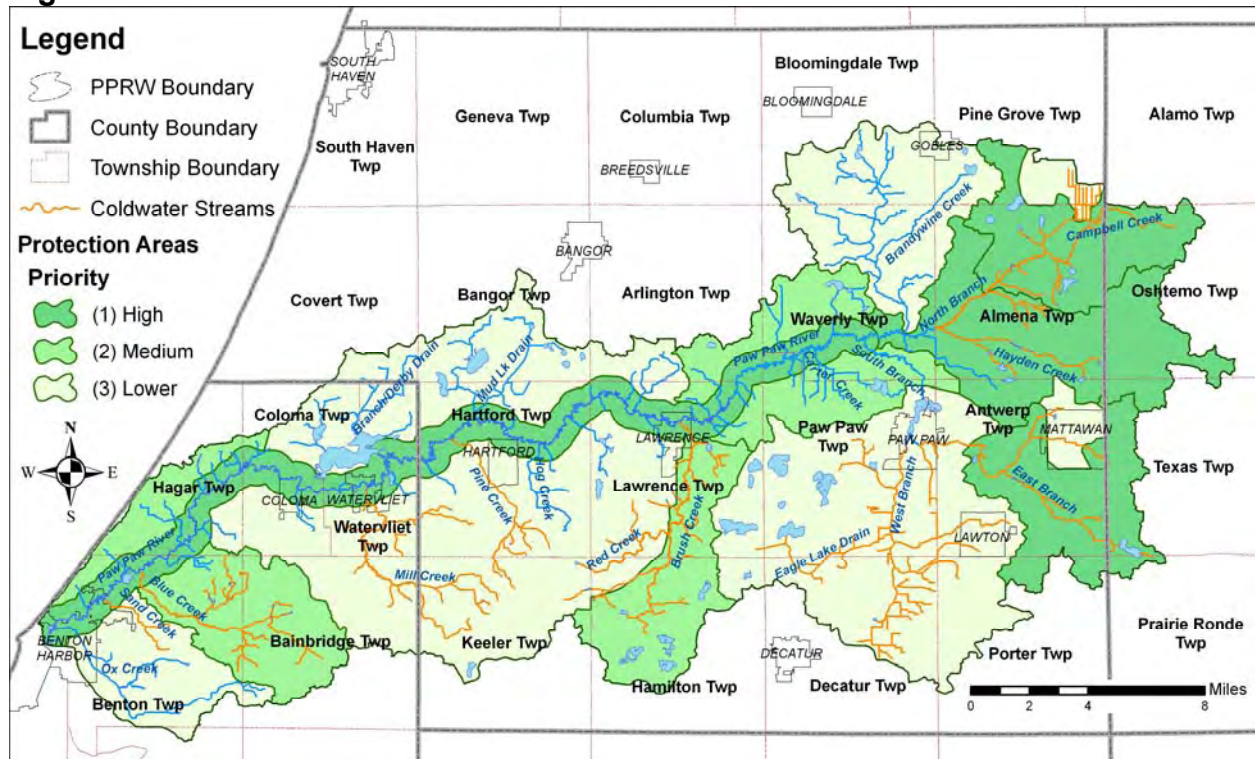 Legend
PPRW Boundary
County Boundary
Township Boundary
Coldwater Streams
Protection Areas
Priority
(1) High
(2) Medium
(3) Lower
N
W
E
S
SOUTH
HAVEN
South Haven
Twp
Geneva Twp
Columbia Twp
BREEDSVILLE
Bloomingdale Twp
BLOOMINGDALE
Pine Grove Twp
GOBLES
Alamo Twp
BANGOR
Covert Twp
Bangor Twp
Arlington Twp
Brandywine Creek
Campbell Creek
Oshtemo Twp
Waverly Twp
North Branch
Almena Twp
Hayden Creek
Paw Paw River
South Branch
Carter Creek
Branch/Derby Drain
Mud Lk Drain
Coloma Twp
Hartford Twp
HARTFORD
LAWRENCE
Lawrence Twp
Paw Paw
Twp
PAW PAW
Antwerp
Twp
MATTAWAN
Texas Twp
East Branch
West Branch
LAWTON
Eagle Lake Drain
Hagar Twp
COLOMA
WATERVLIET
Watervliet
Twp
Pine Creek
Hog Creek
Red Creek
Brush Creek
Mill Creek
Paw Paw River
Blue Creek
Sand Creek
BENTON
HARBOR
Ox Creek
Benton Twp
Bainbridge Twp
Keeler Twp
Hamilton Twp
DECATUR
Decatur Twp
Porter Twp
Prairie Ronde
Twp
Miles
0 2 4 8